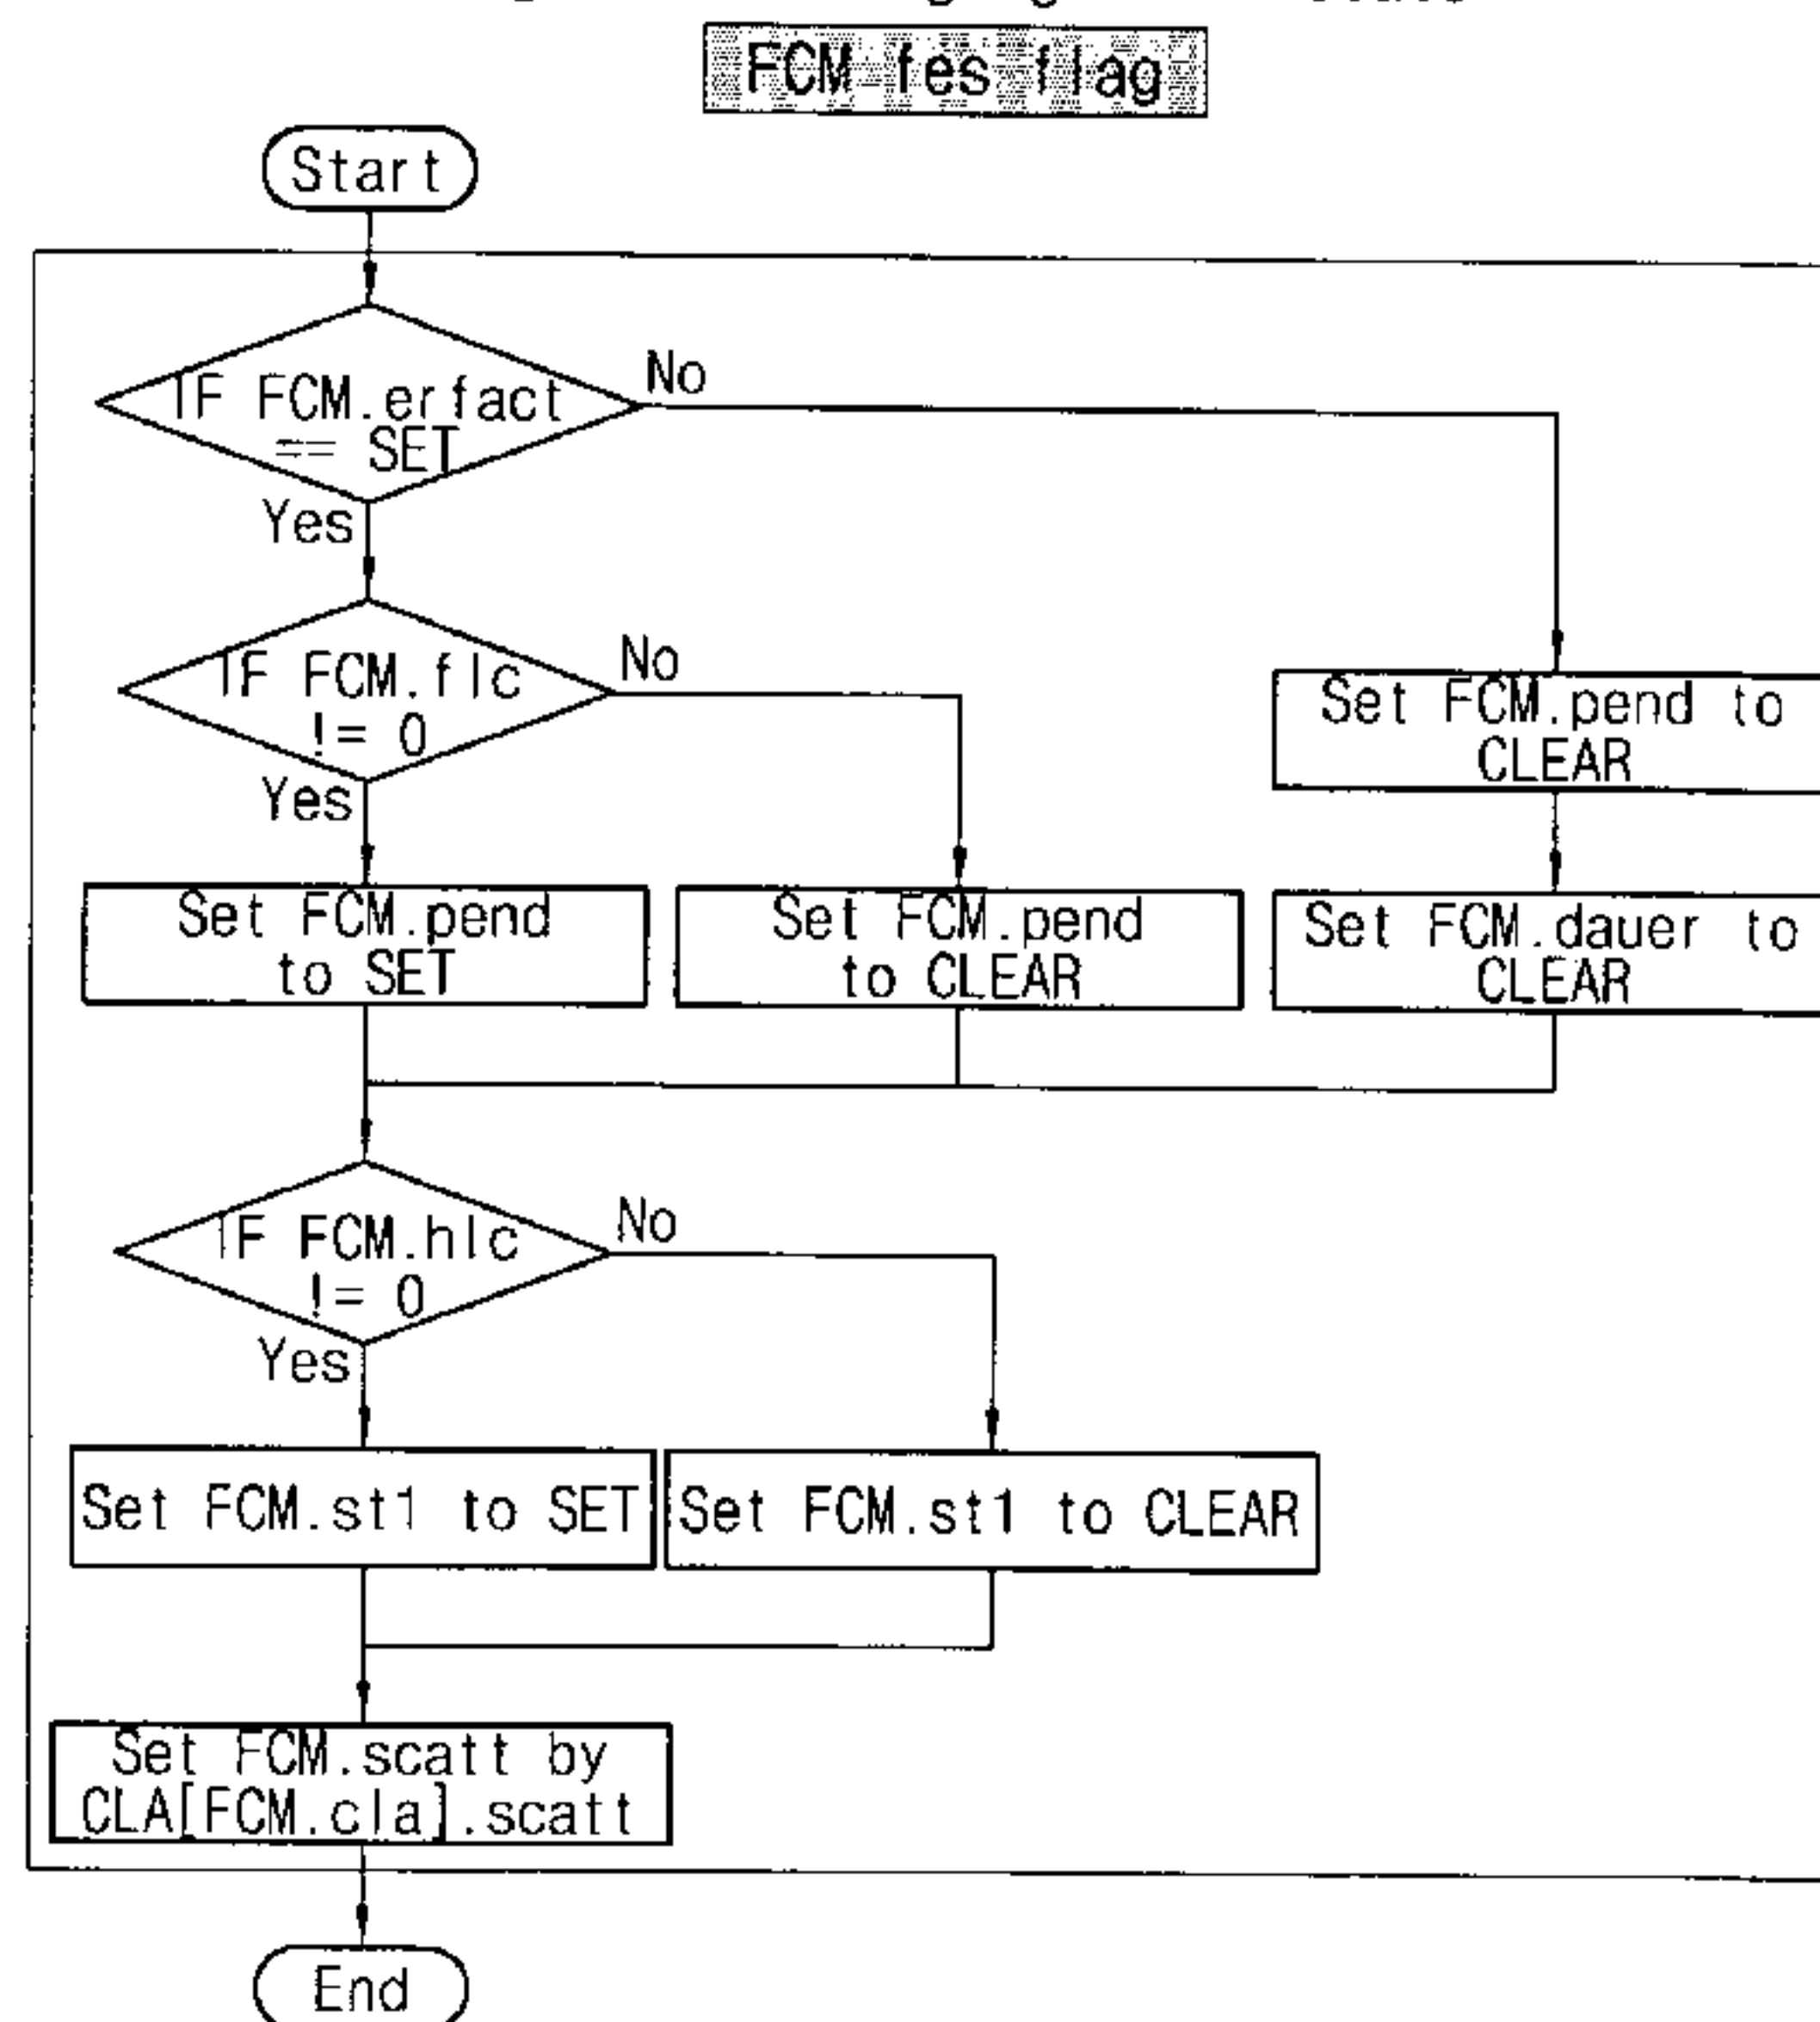 FCM fes flag
Start
IF FCM.erfact
== SET
No
Yes
IF FCM.flc
!= 0
No
Yes
Set FCM.pend to
CLEAR
Set FCM.pend
to SET
Set FCM.pend
to CLEAR
Set FCM.dauer to
CLEAR
IF FCM.hlc
!= 0
No
Yes
Set FCM.st1 to SET
Set FCM.st1 to CLEAR
Set FCM.scatt by
CLA[FCM.cla].scatt
End